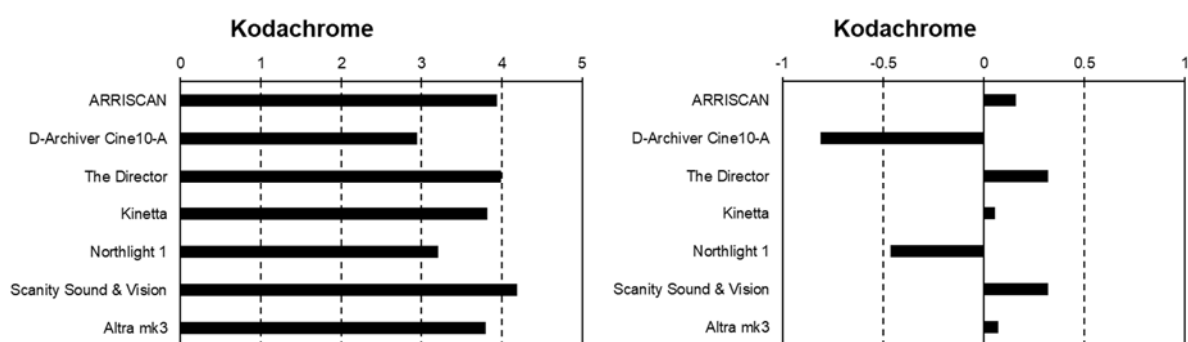 Kodachrome
0 1 2 3 4 5
ARRISCAN
D-Archiver Cine10-A
The Director
Kinetta
Northlight 1
Scanity Sound & Vision
Altra mk3
Kodachrome
-1 -0.5 0 0.5 1
ARRISCAN
D-Archiver Cine10-A
The Director
Kinetta
Northlight 1
Scanity Sound & Vision
Altra mk3